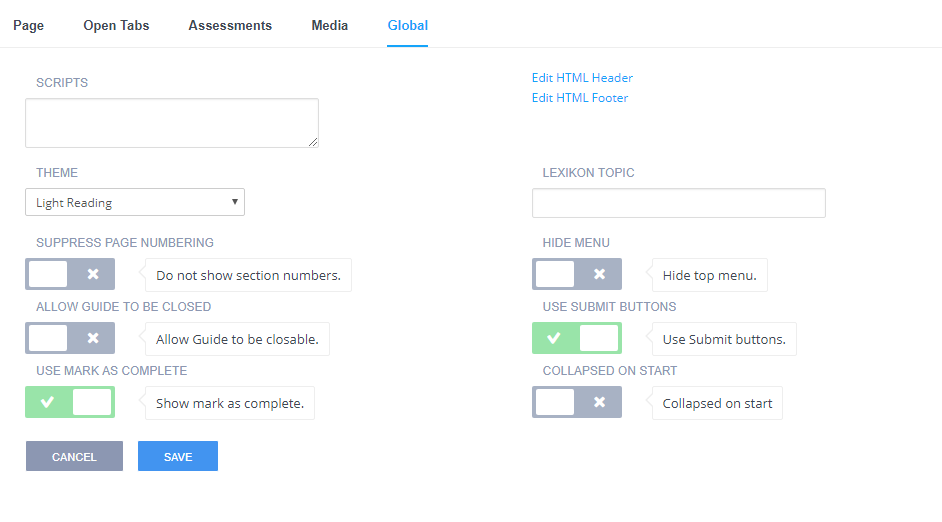 Page Open Tabs Assessments Media Global
SCRIPTS
Edit HTML Header
Edit HTML Footer
THEME
Light Reading
LEXIKON TOPIC
SUPPRESS PAGE NUMBERING
Do not show section numbers.
HIDE MENU
Hide top menu.
ALLOW GUIDE TO BE CLOSED
Allow Guide to be closable.
USE SUBMIT BUTTONS
Use Submit buttons.
USE MARK AS COMPLETE
Show mark as complete.
COLLAPSED ON START
Collapsed on start
CANCEL SAVE